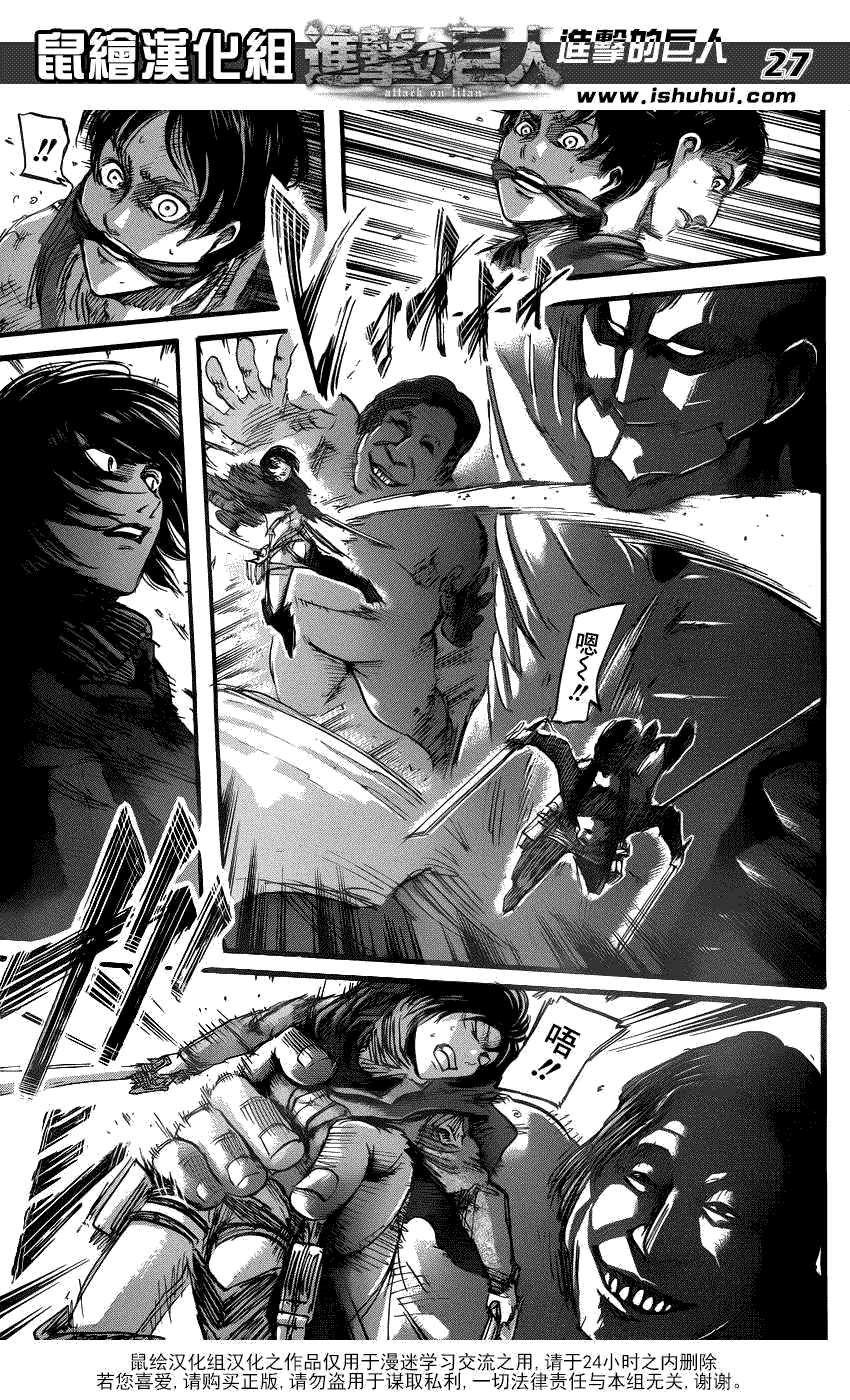 鼠繪漢化組
進撃の巨人
attack on titan
進擊的巨人
27
www.ishuhui.com
!!
嗯〜!!
唔!!
鼠绘汉化组汉化之作品仅用于漫迷学习交流之用,请于24小时之内删除
若您喜爱,请购买正版,请勿盗用于谋取私利,一切法律责任与本组无关,谢谢。